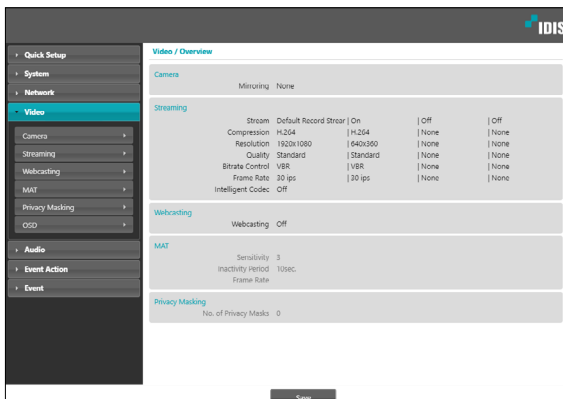 IDIS
Quick Setup
System
Network
Video
Camera
Streaming
Webcasting
MAT
Privacy Masking
OSD
Audio
Event Action
Event
Video / Overview
Camera
Mirroring None
Streaming
Stream Default Record Strear | On | Off | Off
Compression H.264 | H.264 | None | None
Resolution 1920x1080 | 640x360 | None | None
Quality Standard | Standard | None | None
Bitrate Control VBR | VBR | None | None
Frame Rate 30 ips | 30 ips | None | None
Intelligent Codec Off
Webcasting
Webcasting Off
MAT
Sensitivity 3
Inactivity Period 10sec.
Frame Rate
Privacy Masking
No. of Privacy Masks 0
Save